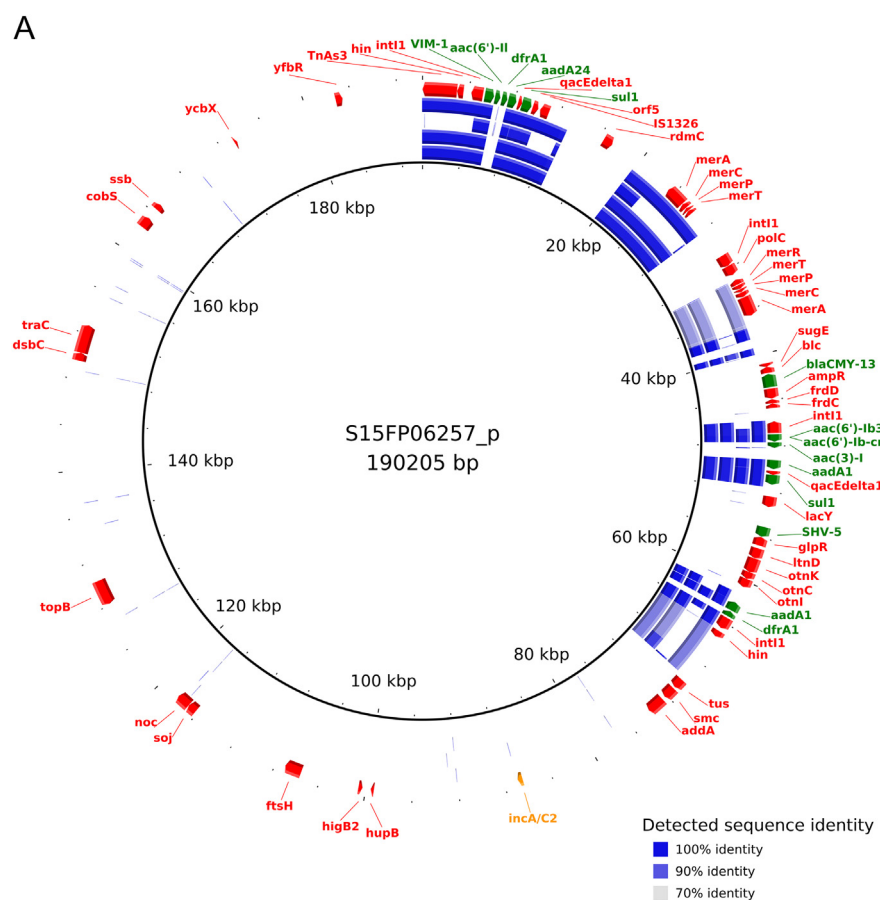 A
VIM-1
aac(6')-II
dfrA1
aadA24
qacEdelta1
sul1
orf5
IS1326
rdmC
merA
merC
merP
merT
intI1
polC
merR
merT
merP
merC
merA
sugE
blc
blaCMY-13
ampR
frdD
frdC
intI1
aac(6')-Ib3
aac(6')-Ib-cr
aac(3)-I
aadA1
qacEdelta1
sul1
lacY
SHV-5
glpR
ltnD
otnK
otnC
otnI
aadA1
dfrA1
intI1
hin
tus
smc
addA
incA/C2
hupB
higB2
ftsH
soj
noc
topB
dsbC
traC
cobS
ssb
ycbX
yfbR
TnAs3
hin
intI1
20 kbp
40 kbp
60 kbp
80 kbp
100 kbp
120 kbp
140 kbp
160 kbp
180 kbp
S15FP06257_p
190205 bp
Detected sequence identity
100% identity
90% identity
70% identity